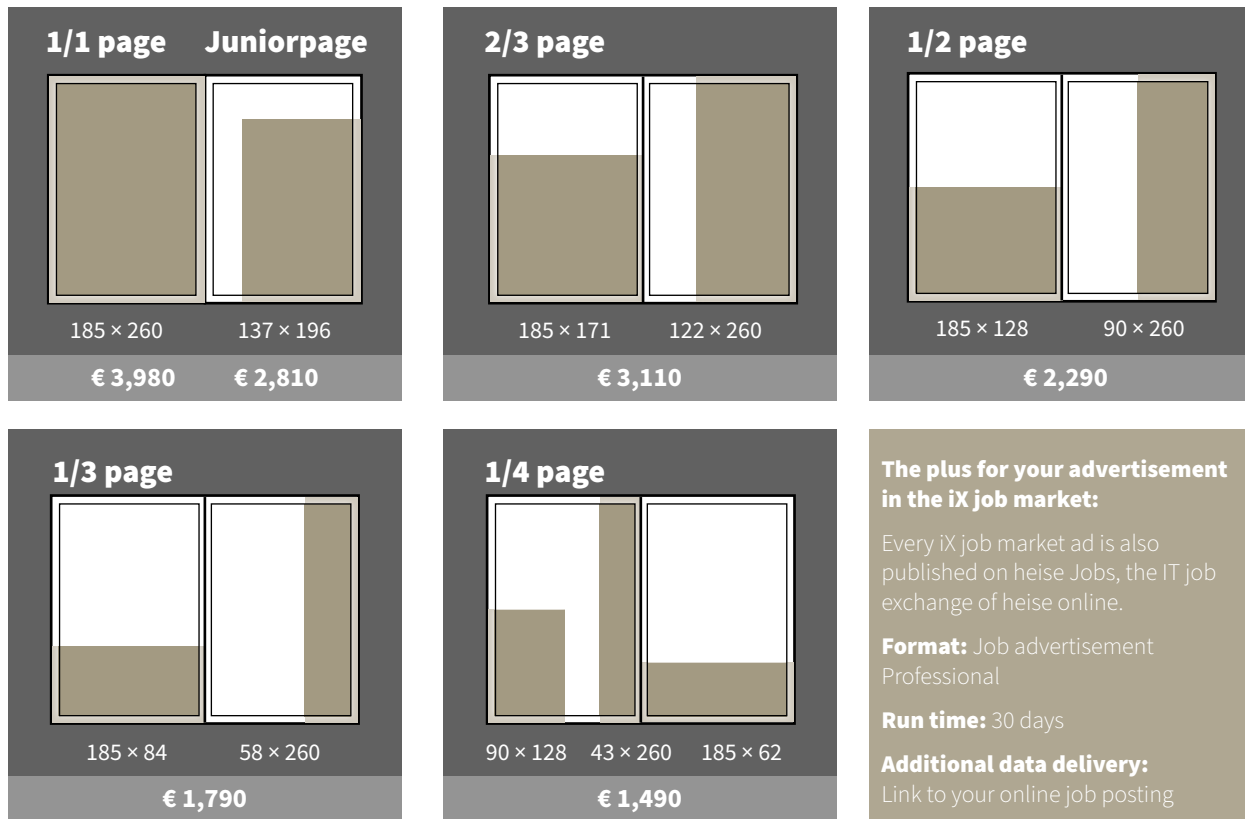 1/1 page Juniorpage
185 × 260 137 × 196
€ 3,980 € 2,810
2/3 page
185 × 171 122 × 260
€ 3,110
1/2 page
185 × 128 90 × 260
€ 2,290
1/3 page
185 × 84 58 × 260
€ 1,790
1/4 page
90 × 128 43 × 260 185 × 62
€ 1,490
The plus for your advertisement
in the iX job market:
Every iX job market ad is also
published on heise Jobs, the IT job
exchange of heise online.
Format: Job advertisement
Professional
Run time: 30 days
Additional data delivery:
Link to your online job posting